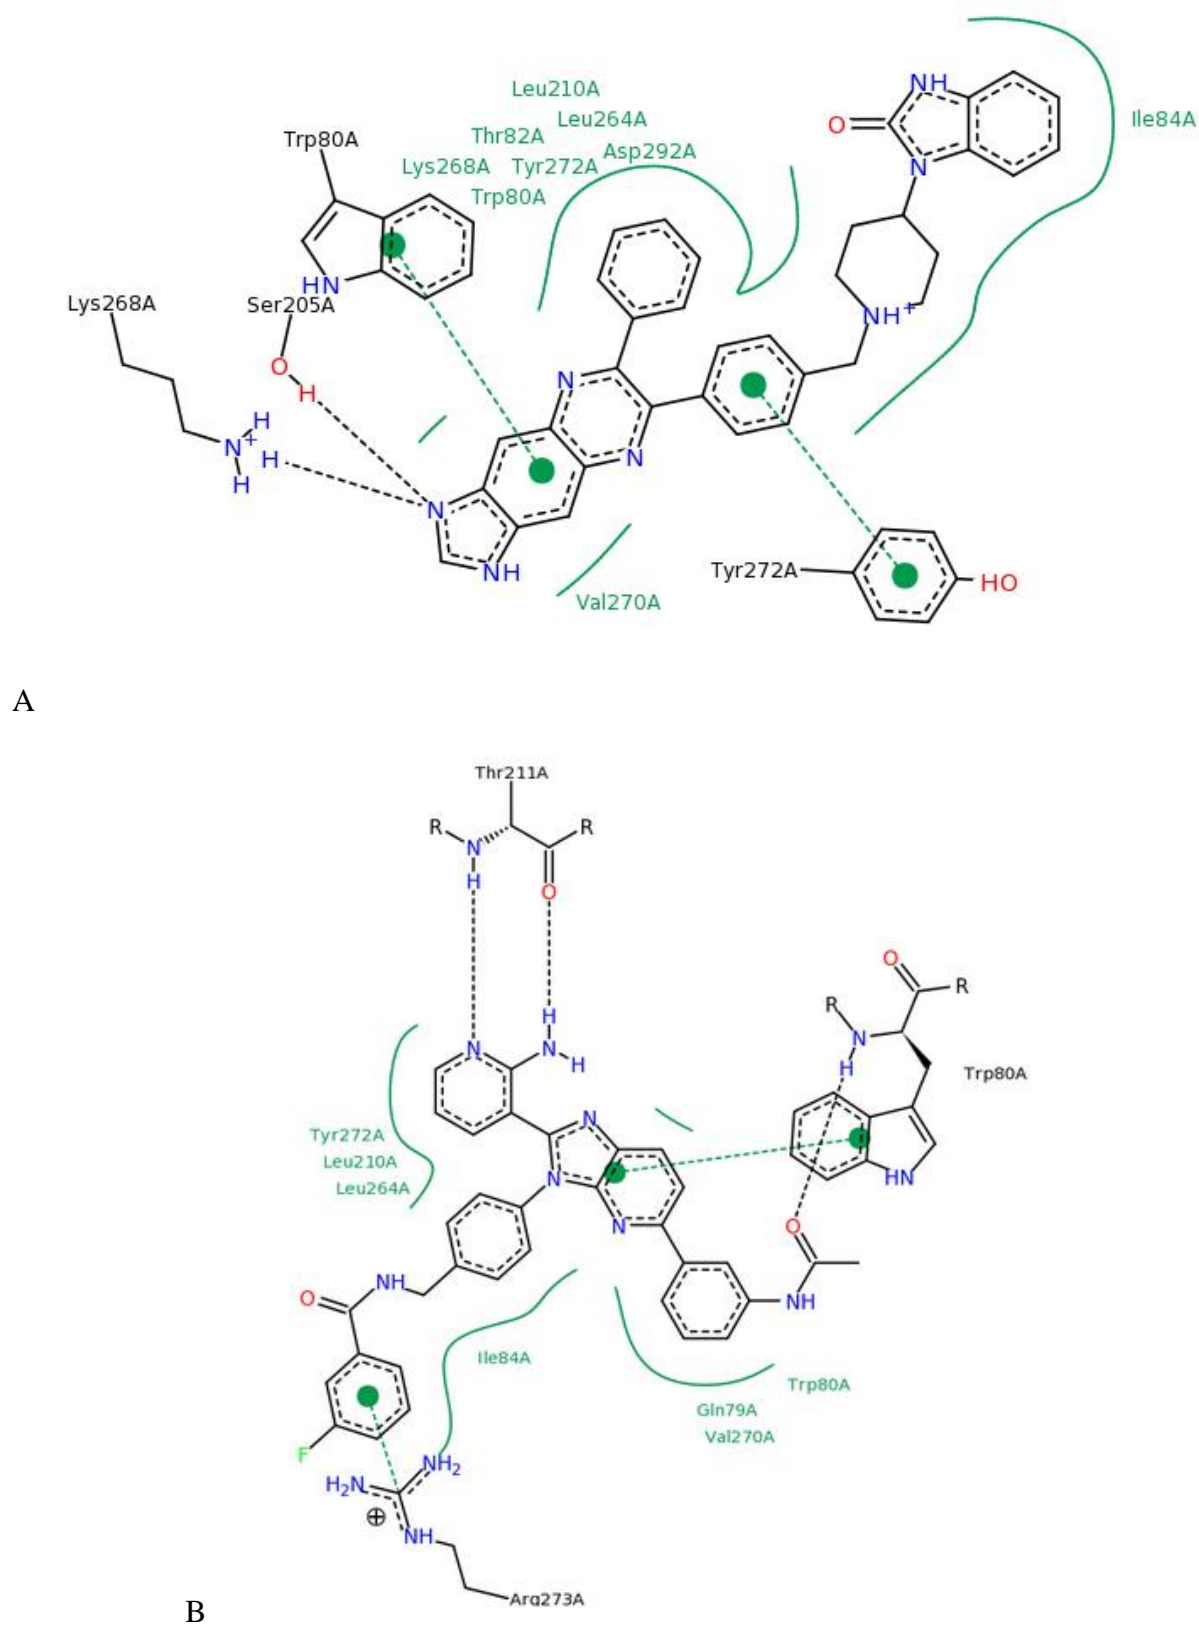 NH
O
N
Ile84A
Leu210A
Leu264A
Thr82A
Asp292A
Lys268A
Tyr272A
Trp80A
Trp80A
HN
Lys268A
Ser205A
O
H
NH+
H
N+
H
H
N
N
N
NH
Tyr272A
HO
Val270A
A
Thr211A
R
R
N
H
O
O
R
R
N
H
Trp80A
H
N
N
H
N
HN
Tyr272A
Leu210A
Leu264A
N
N
O
NH
O
NH
Ile84A
Trp80A
Gln79A
Val270A
F
NH2
H2N
⊕
NH
Arg273A
B